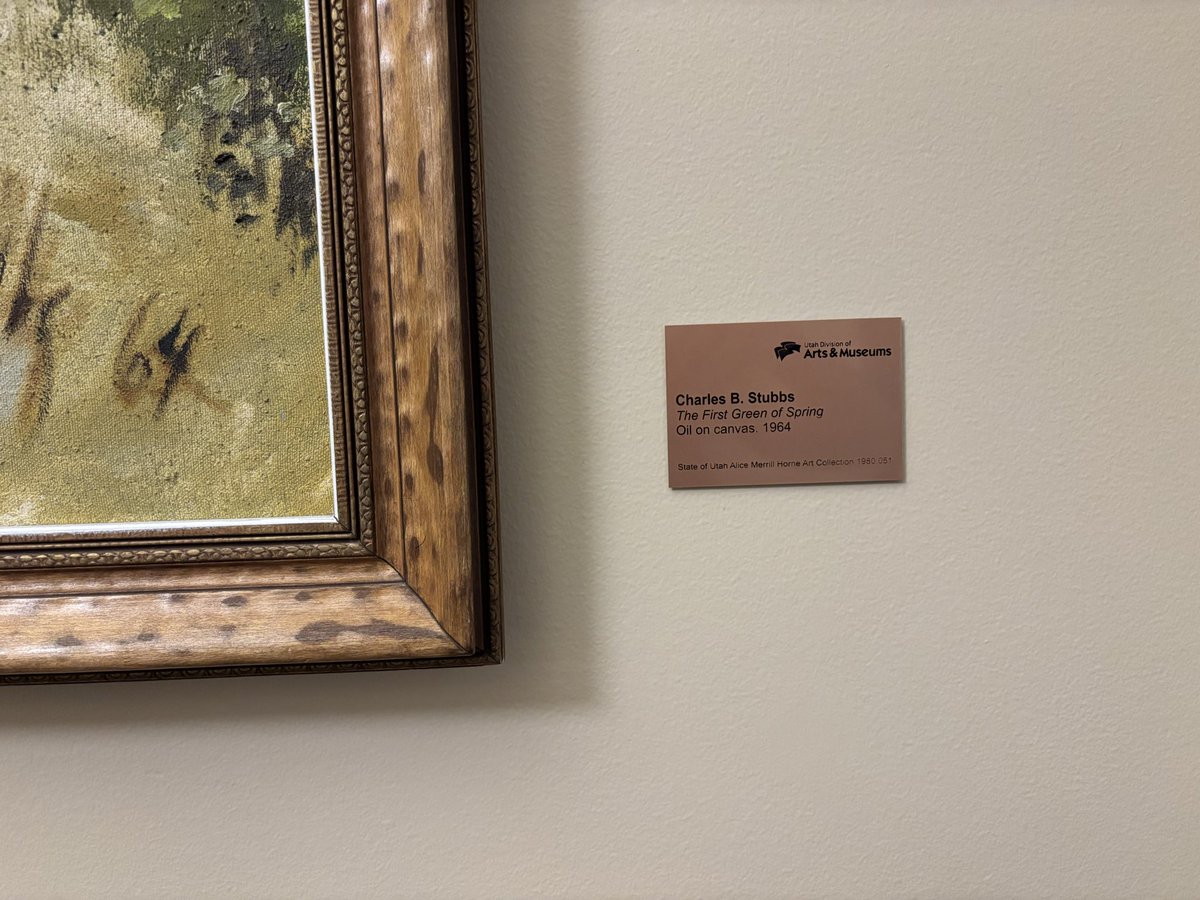 64
Utah Division of
Arts & Museums
Charles B. Stubbs
The First Green of Spring
Oil on canvas. 1964
State of Utah Alice Merrill Horne Art Collection 1980.051